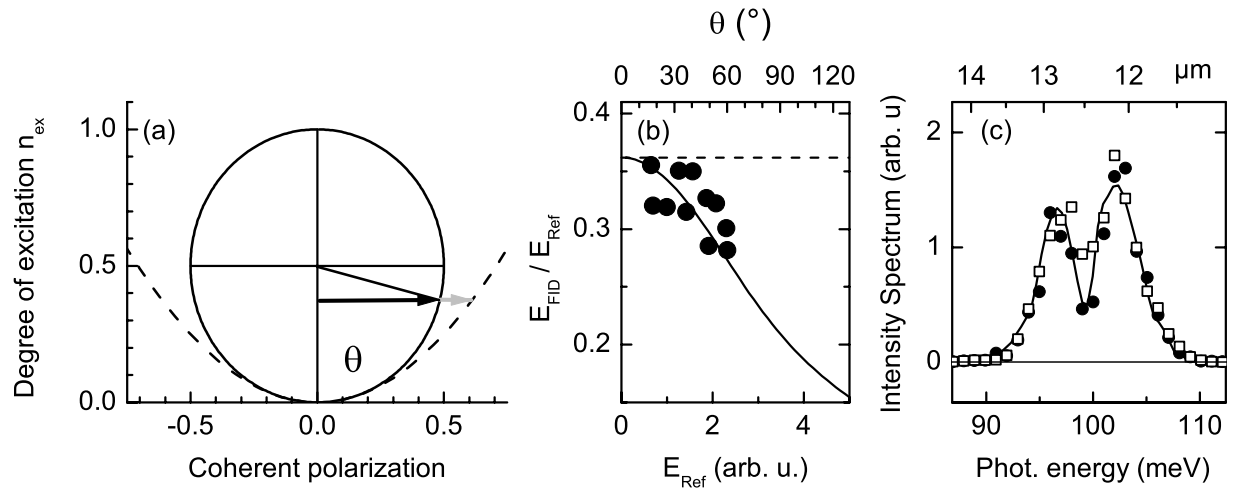 (a)
Degree of excitation n_ex
1.0
0.5
0.0
θ
-0.5 0.0 0.5
Coherent polarization
θ (°)
0 30 60 90 120
(b)
E_FID / E_Ref
0.4
0.3
0.2
0 2 4
E_Ref (arb. u.)
14 13 12 µm
(c)
Intensity Spectrum (arb. u)
2
1
0
90 100 110
Phot. energy (meV)